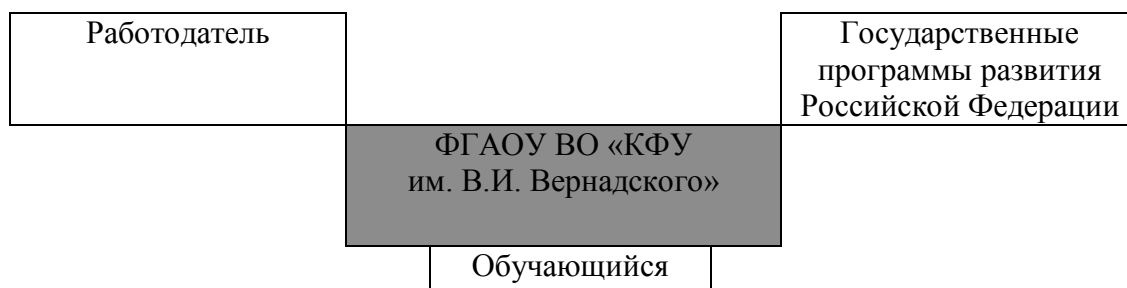 Работодатель
Государственные
программы развития
Российской Федерации
ФГАОУ ВО «КФУ
им. В.И. Вернадского»
Обучающийся